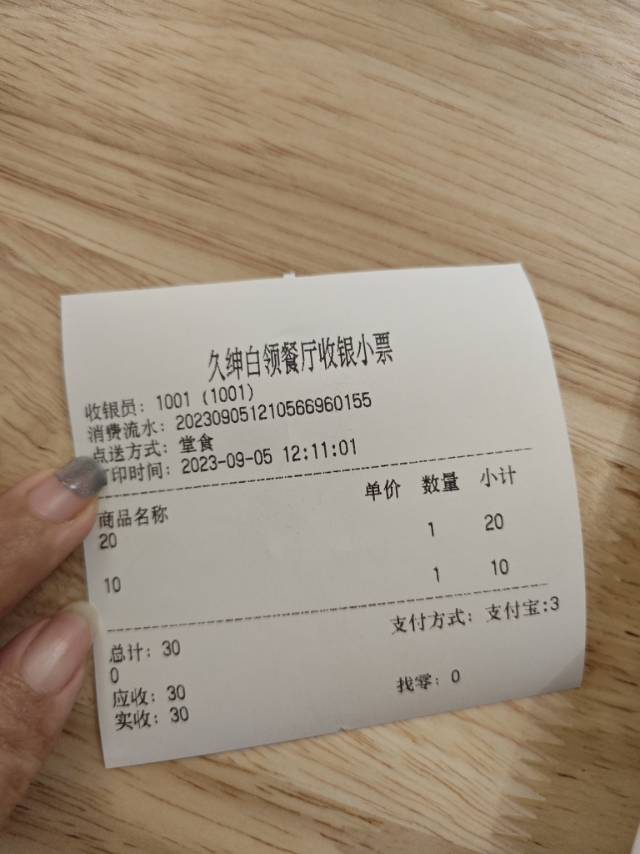 久绅白领餐厅收银小票
收银员: 1001 (1001)
消费流水: 202309051210566960155
点送方式: 堂食
打印时间: 2023-09-05 12:11:01
商品名称 单价 数量 小计
20 1 20
10 1 10
总计: 30 支付方式: 支付宝:3
0
应收: 30 找零: 0
实收: 30